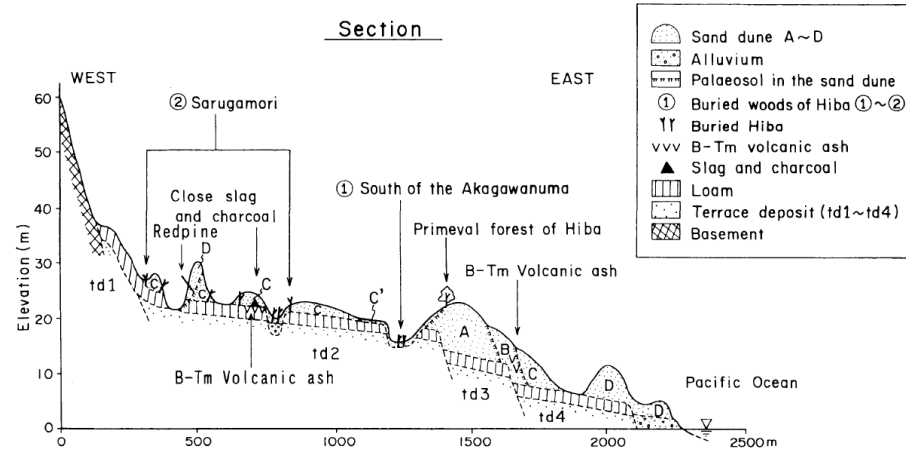 Section
WEST
EAST
② Sarugamori
Close slag
and charcoal
Redpine
D
① South of the Akagawanuma
Primeval forest of Hiba
B-Tm Volcanic ash
Elevation (m)
60
50
40
30
20
10
0
C
C
C
C
C'
A
B
C
D
D
td1
td2
td3
td4
B-Tm Volcanic ash
Pacific Ocean
0
500
1000
1500
2000
2500m
Sand dune A~D
Alluvium
Palaeosol in the sand dune
① Buried woods of Hiba ①~②
Buried Hiba
B-Tm volcanic ash
Slag and charcoal
Loam
Terrace deposit (td1~td4)
Basement